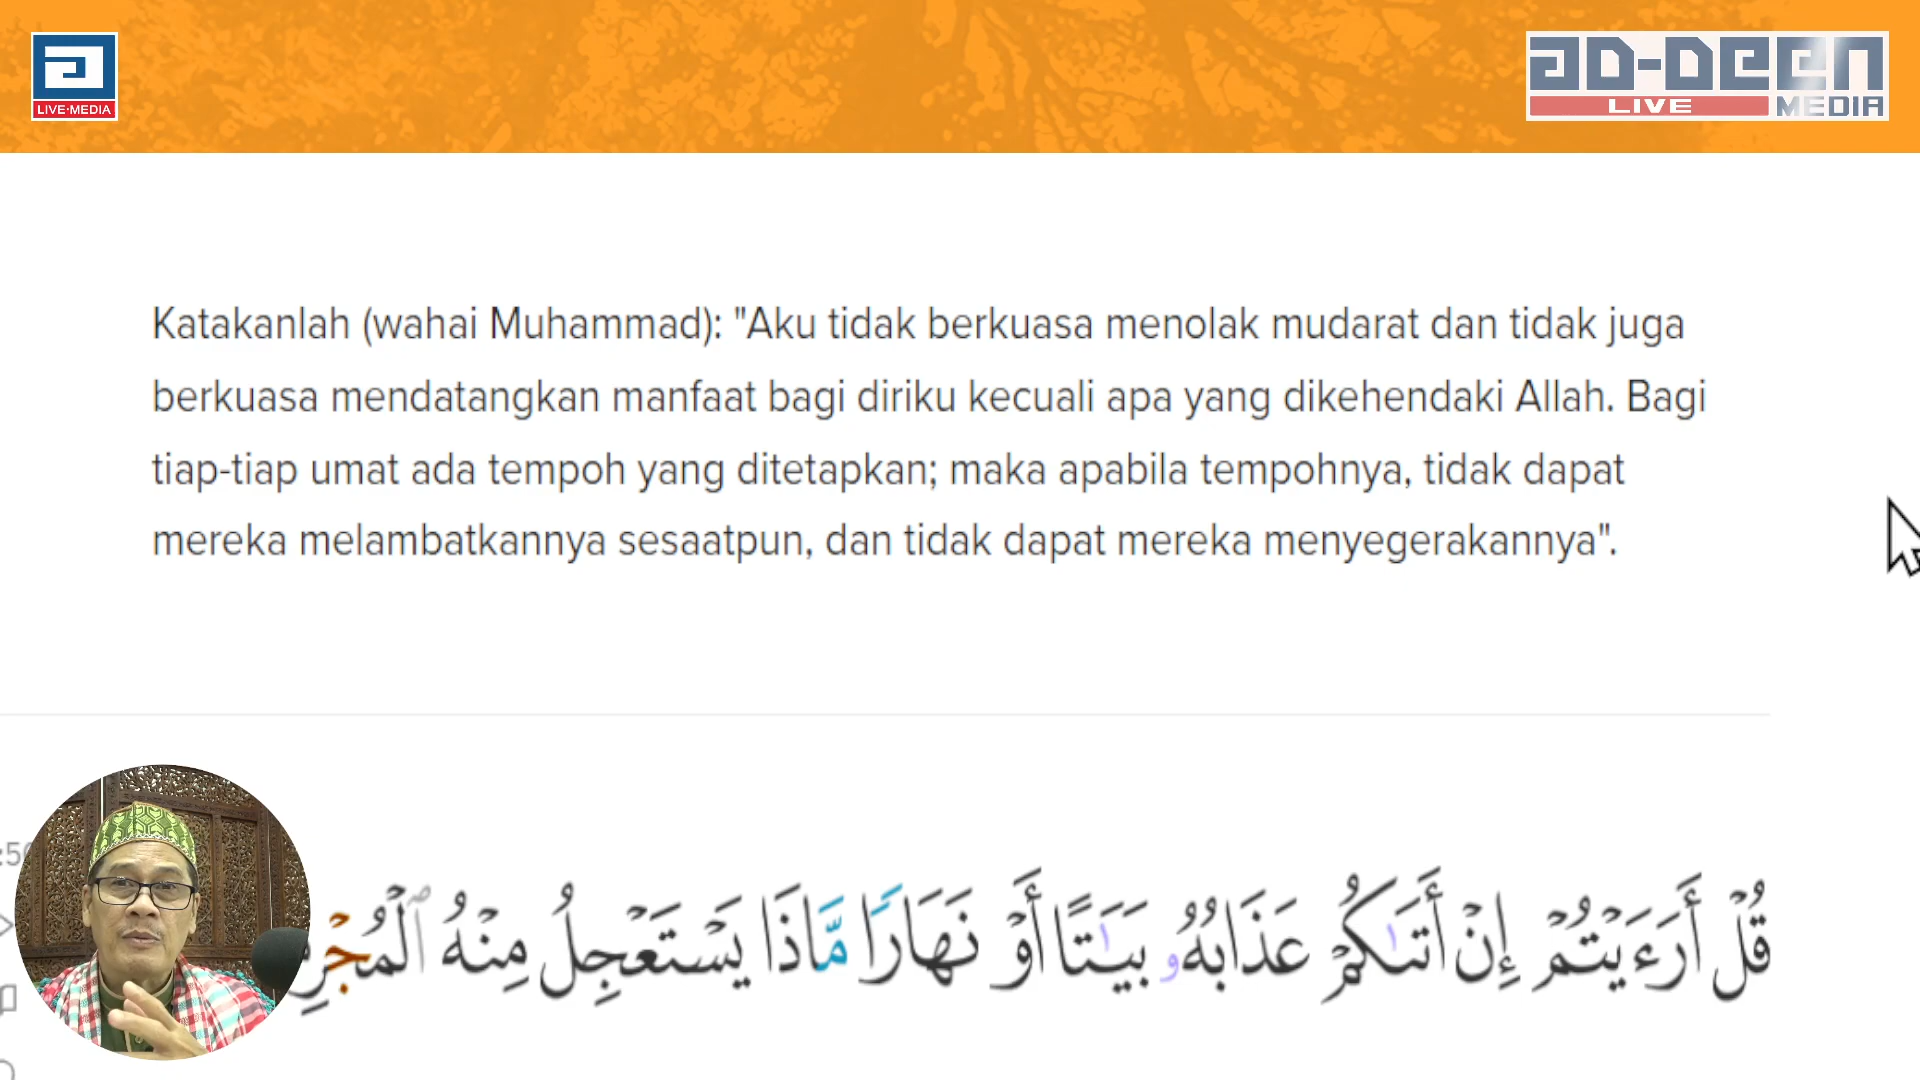 LIVE·MEDIA
AD-DEEN
LIVE MEDIA
Katakanlah (wahai Muhammad): "Aku tidak berkuasa menolak mudarat dan tidak juga
berkuasa mendatangkan manfaat bagi diriku kecuali apa yang dikehendaki Allah. Bagi
tiap-tiap umat ada tempoh yang ditetapkan; maka apabila tempohnya, tidak dapat
mereka melambatkannya sesaatpun, dan tidak dapat mereka menyegerakannya".
قُلْ أَرَءَيْتُمْ إِنْ أَتَىٰكُمْ عَذَابُهُۥ بَيَـٰتًا أَوْ نَهَارًا مَّاذَا يَسْتَعْجِلُ مِنْهُ ٱلْمُجْرِ